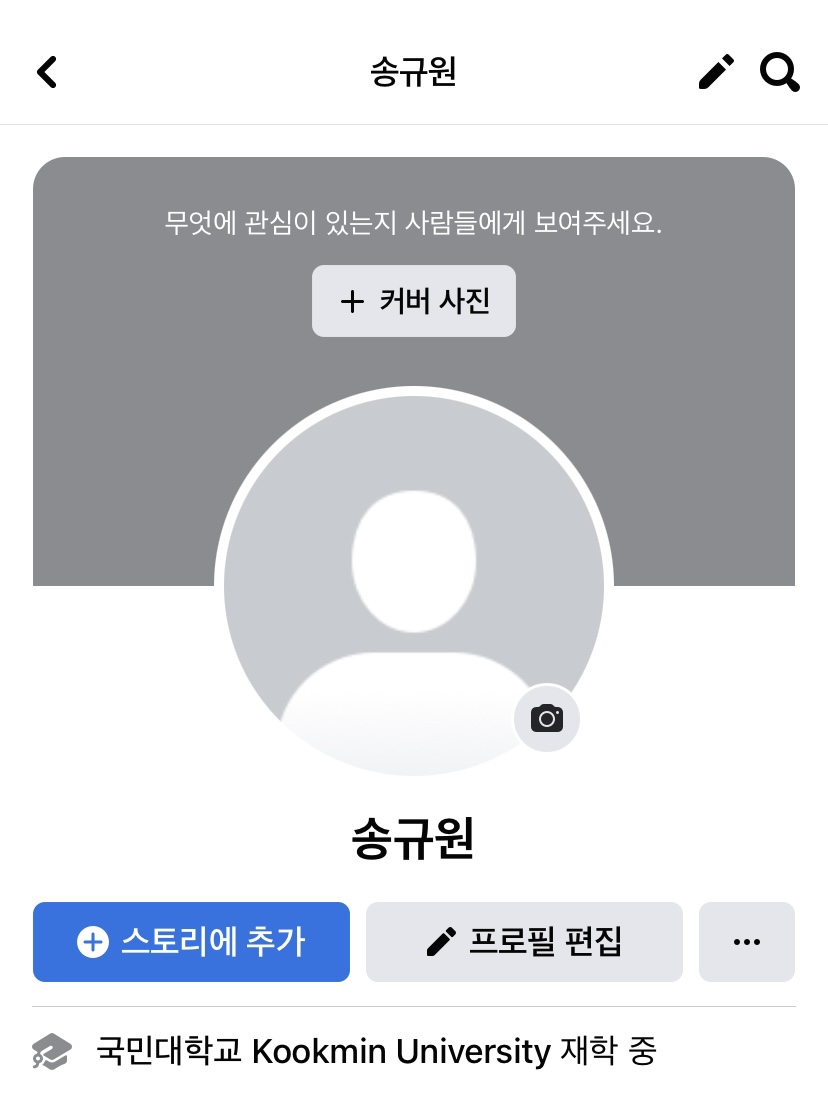 송규원
무엇에 관심이 있는지 사람들에게 보여주세요.
+ 커버 사진
송규원
스토리에 추가
프로필 편집
국민대학교 Kookmin University 재학 중